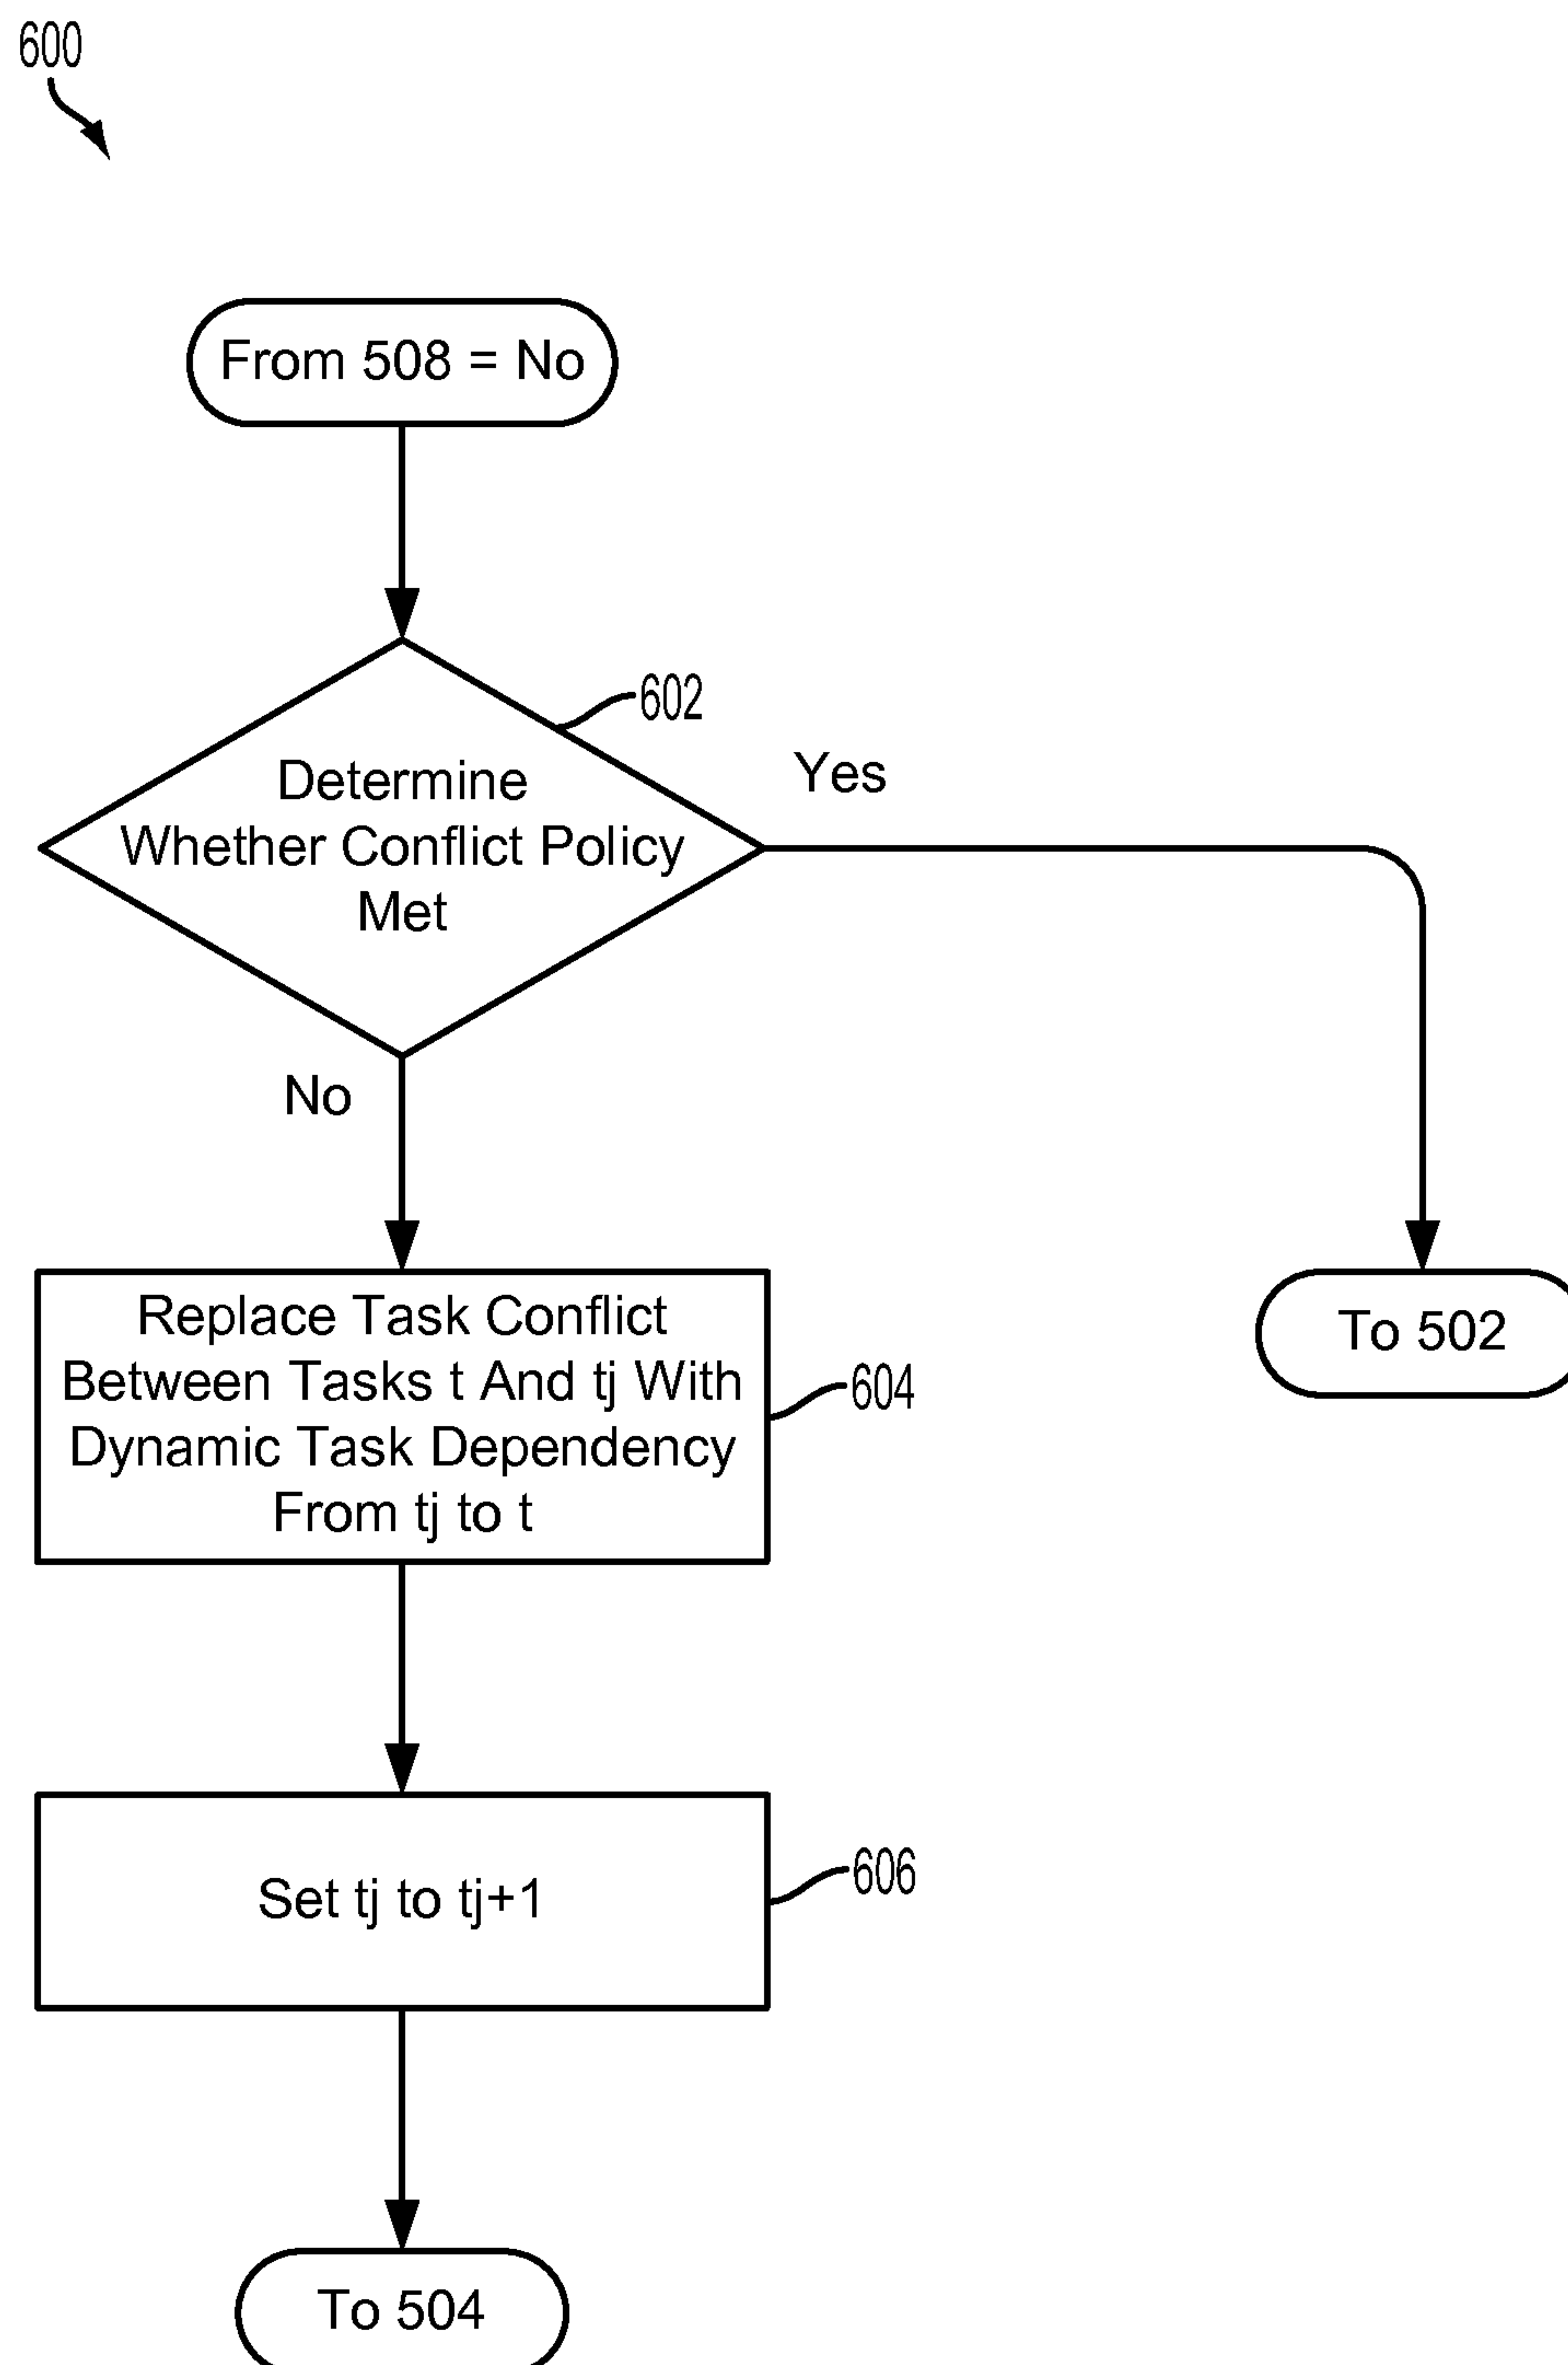 600
From 508 = No
602
Determine
Whether Conflict Policy
Met
Yes
No
Replace Task Conflict
Between Tasks t And tj With
Dynamic Task Dependency
From tj to t
604
To 502
Set tj to tj+1
606
To 504